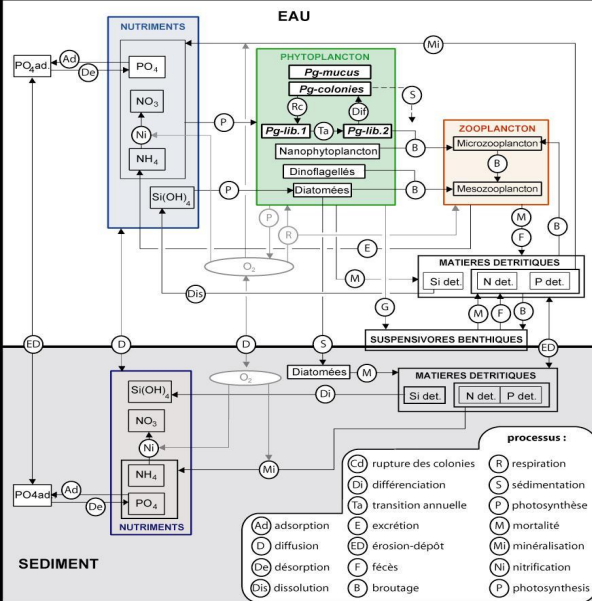 EAU
NUTRIMENTS
PO4ad.
Ad
De
PO4
NO3
Ni
NH4
Si(OH)4
P
P
PHYTOPLANCTON
Pg-mucus
Pg-colonies
Rc
Dif
S
Pg-lib.1
Ta
Pg-lib.2
Nanophytoplancton
Dinoflagellés
Diatomées
B
B
Mi
ZOOPLANCTON
Microzooplancton
B
Mesozooplancton
P
R
E
O2
M
F
B
MATIERES DETRITIQUES
Si det.
N det.
P det.
Dis
M
G
M
F
B
SUSPENSIVORES BENTHIQUES
ED
D
D
S
ED
O2
Diatomées
M
MATIERES DETRITIQUES
Si det.
N det.
P det.
Si(OH)4
Di
NO3
Ni
NH4
PO4
Mi
PO4ad
Ad
De
NUTRIMENTS
SEDIMENT
processus :
Cd rupture des colonies
R respiration
Di différenciation
S sédimentation
Ta transition annuelle
P photosynthèse
Ad adsorption
E excrétion
M mortalité
D diffusion
ED érosion-dépôt
Mi minéralisation
De désorption
F fécès
Ni nitrification
Dis dissolution
B broutage
P photosynthesis